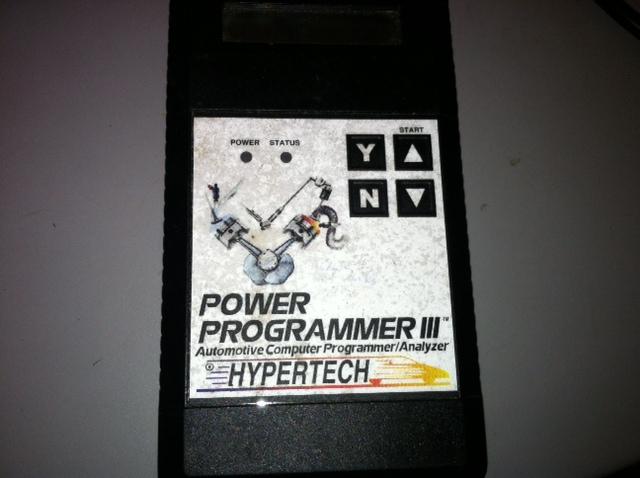 START
POWER STATUS
Y
N
POWER
PROGRAMMER III™
Automotive Computer Programmer/Analyzer
® HYPERTECH